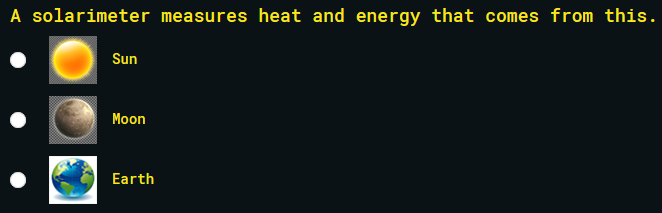 A solarimeter measures heat and energy that comes from this.
Sun
Moon
Earth